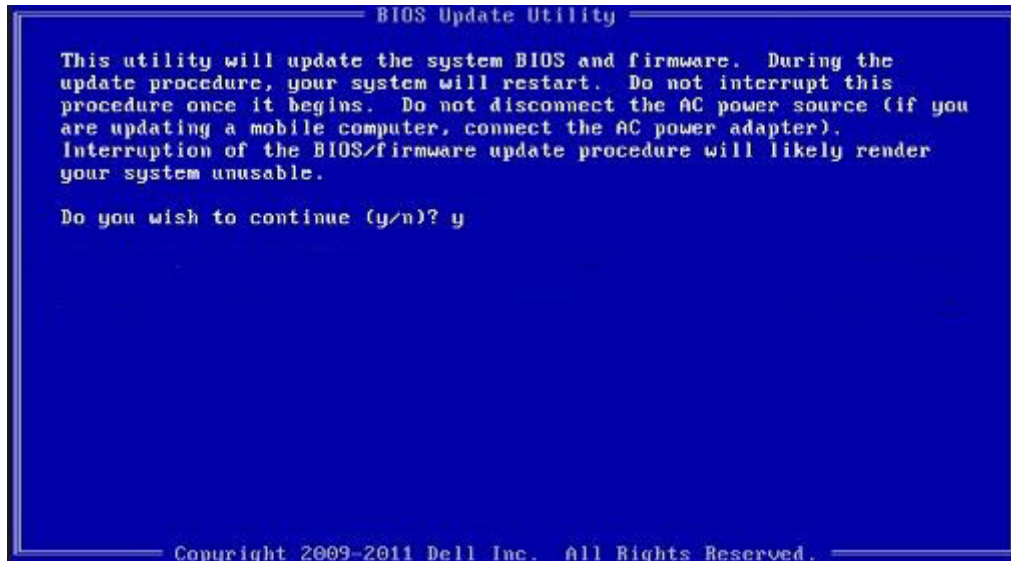 BIOS Update Utility
This utility will update the system BIOS and firmware. During the
update procedure, your system will restart. Do not interrupt this
procedure once it begins. Do not disconnect the AC power source (if you
are updating a mobile computer, connect the AC power adapter).
Interruption of the BIOS/firmware update procedure will likely render
your system unusable.
Do you wish to continue (y/n)? y
Copyright 2009-2011 Dell Inc. All Rights Reserved.